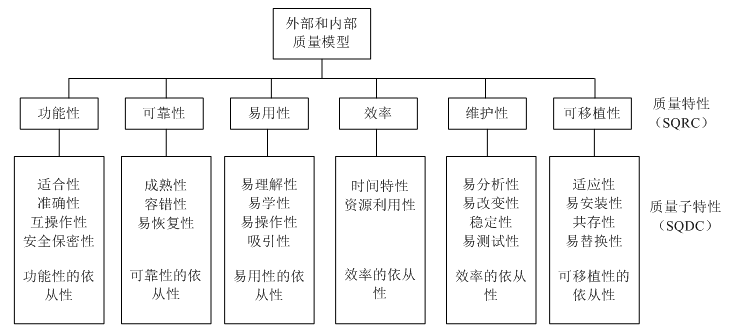 外部和内部
质量模型
功能性
可靠性
易用性
效率
维护性
可移植性
质量特性
（SQRC）
适合性
准确性
互操作性
安全保密性
功能性的依
从性
成熟性
容错性
易恢复性
可靠性的依
从性
易理解性
易学性
易操作性
吸引性
易用性的依
从性
时间特性
资源利用性
效率的依从
性
易分析性
易改变性
稳定性
易测试性
效率的依从
性
适应性
易安装性
共存性
易替换性
可移植性的
依从性
质量子特性
（SQDC）